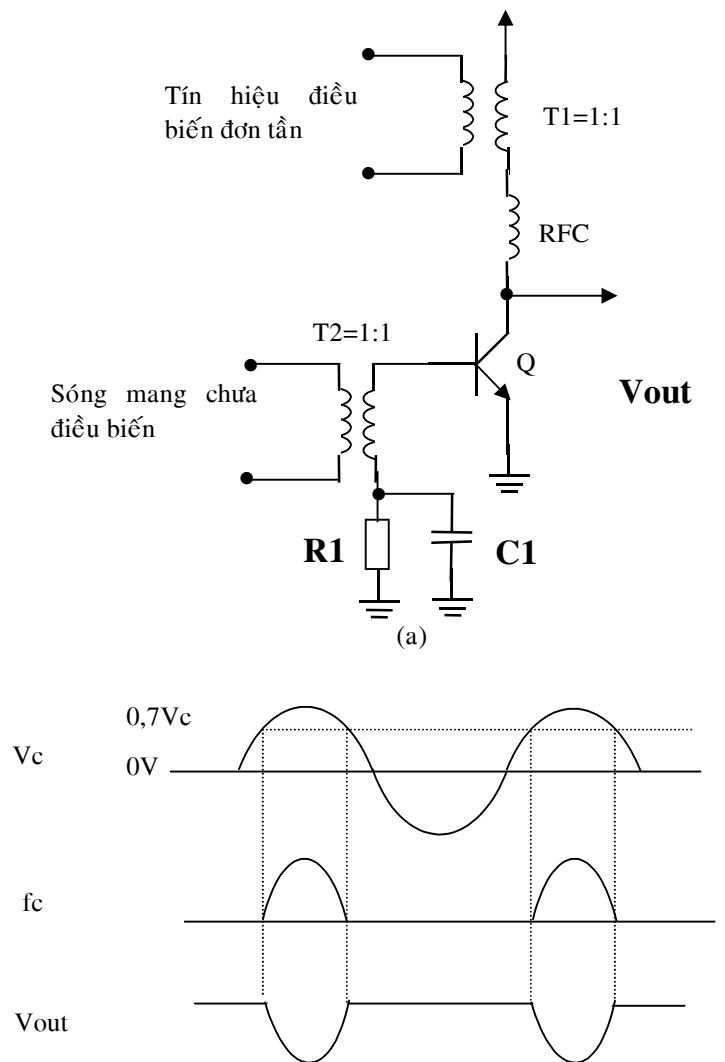 Tín hiệu điều
biến đơn tần
T1=1:1
RFC
T2=1:1
Q
Vout
Sóng mang chưa
điều biến
R1
C1
(a)
0,7Vc
Vc
0V
fc
Vout